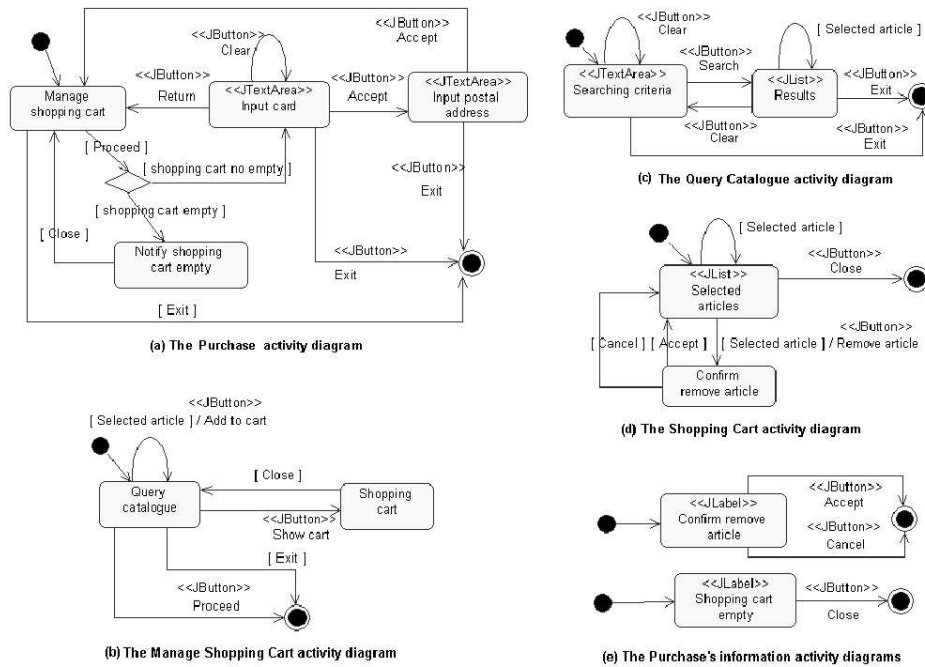 <<JButton>>
Accept
<<JButton>>
Clear
<<JButton>>
Return
<<JTextArea>>
Input card
<<JButton>>
Accept
<<JTextArea>>
Input postal
address
Manage
shopping cart
[ Proceed ]
[ shopping cart no empty ]
[ shopping cart empty ]
[ Close ]
Notify shopping
cart empty
<<JButton>>
Exit
<<JButton>>
Exit
[ Exit ]
(a) The Purchase activity diagram
<<JButton>>
[ Selected article ] / Add to cart
Query
catalogue
[ Close ]
Shopping
cart
<<JButton>>
Show cart
[ Exit ]
<<JButton>>
Proceed
(b) The Manage Shopping Cart activity diagram
<<JButton>>
Clear
[ Selected article ]
<<JButton>>
Search
<<JTextArea>>
Searching criteria
<<JList>>
Results
<<JButton>>
Exit
<<JButton>>
Clear
<<JButton>>
Exit
(c) The Query Catalogue activity diagram
[ Selected article ]
<<JButton>>
Close
<<JList>>
Selected
articles
<<JButton>>
[ Cancel ] [ Accept ] [ Selected article ] / Remove article
Confirm
remove article
(d) The Shopping Cart activity diagram
<<JLabel>>
Confirm remove
article
<<JButton>>
Accept
<<JButton>>
Cancel
<<JLabel>>
Shopping cart
empty
<<JButton>>
Close
(e) The Purchase's information activity diagrams